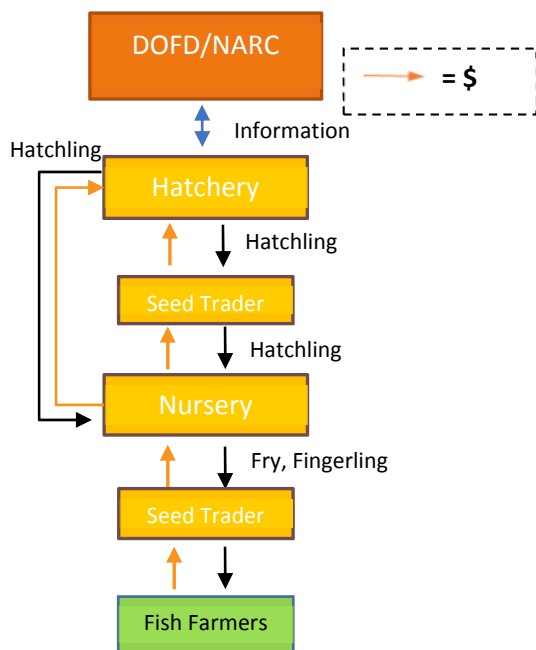 DOFD/NARC
= $
Information
Hatchling
Hatchery
Hatchling
Seed Trader
Hatchling
Nursery
Fry, Fingerling
Seed Trader
Fish Farmers